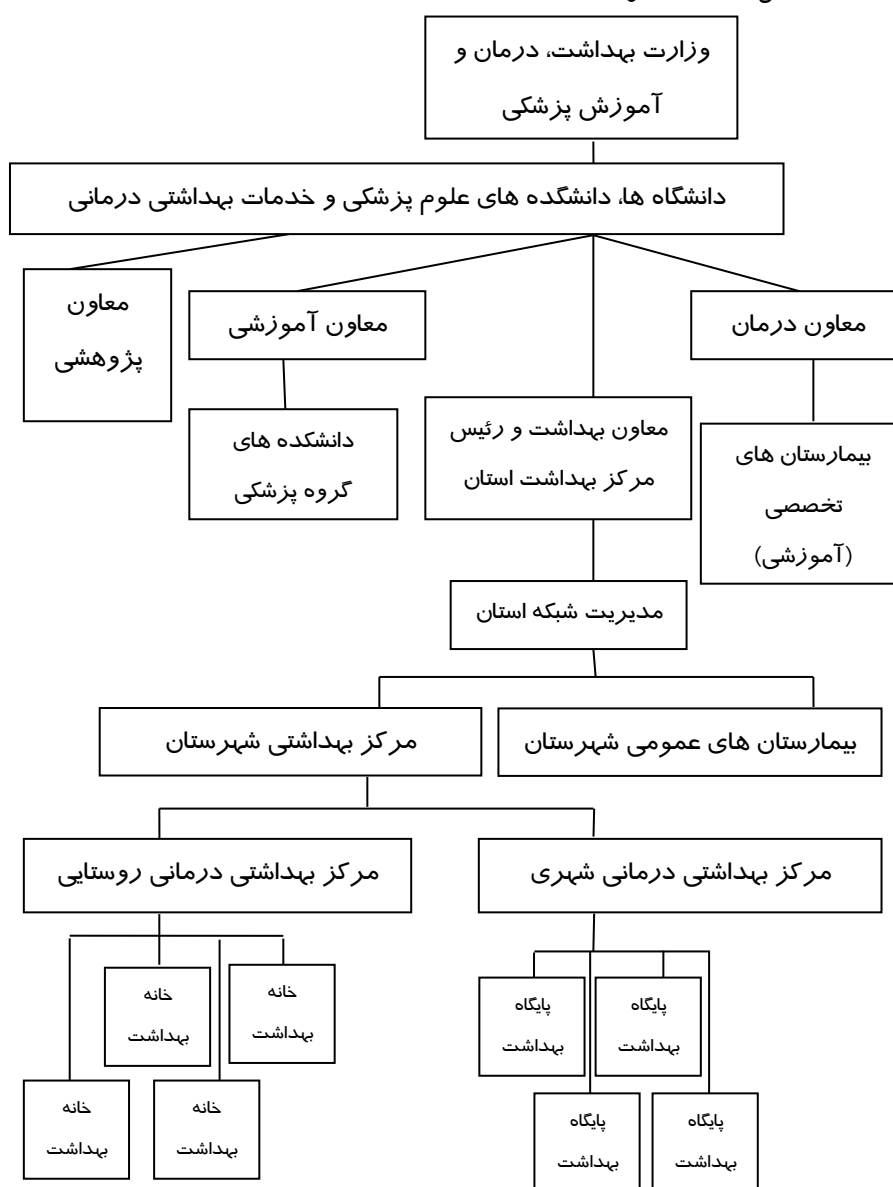 وزارت بهداشت، درمان و
آموزش پزشکی
دانشگاه ها، دانشگده های علوم پزشکی و خدمات بهداشتی درمانی
معاون درمان
معاون آموزشی
معاون
پژوهشی
بیمارستان های
تخصصی
(آموزشی)
معاون بهداشت و رئیس
مرکز بهداشت استان
دانشکده های
گروه پزشکی
مدیریت شبکه استان
بیمارستان های عمومی شهرستان
مرکز بهداشتی شهرستان
مرکز بهداشتی درمانی شهری
مرکز بهداشتی درمانی روستایی
پایگاه
بهداشت
پایگاه
بهداشت
خانه
بهداشت
خانه
بهداشت
پایگاه
بهداشت
پایگاه
بهداشت
خانه
بهداشت
خانه
بهداشت